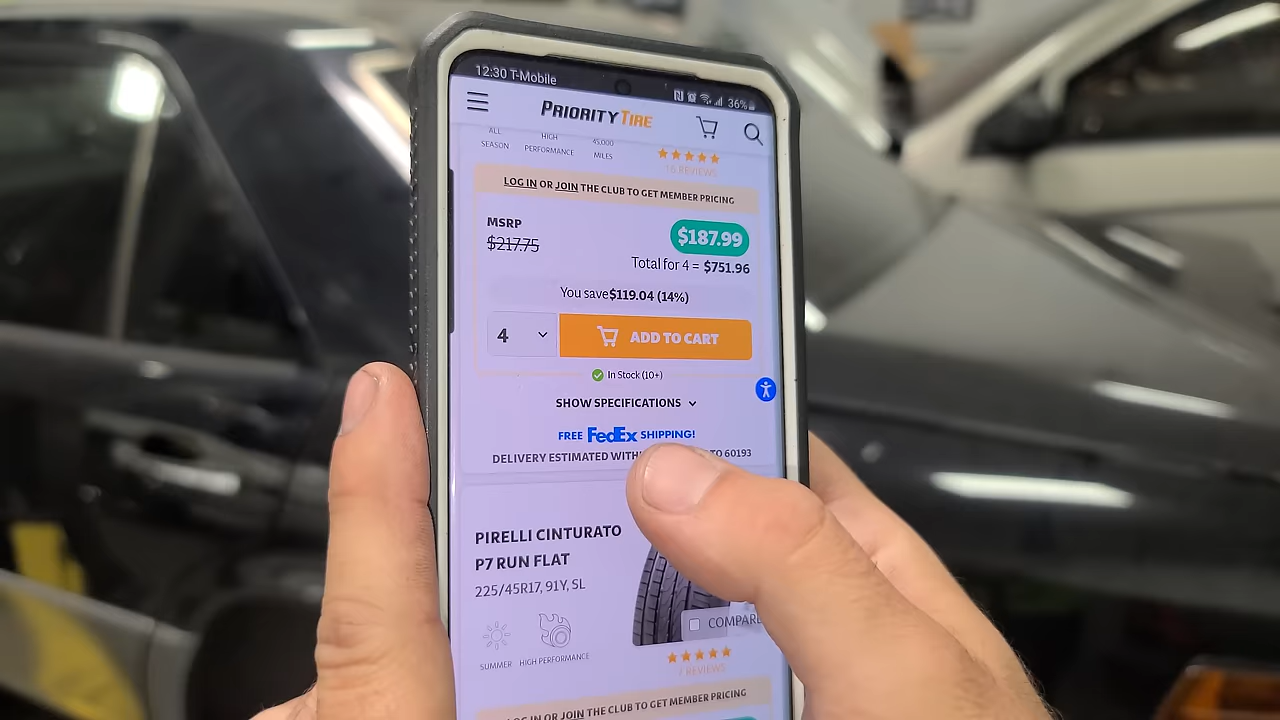 12:30 T-Mobile 36%
PRIORITY TIRE
ALL SEASON
HIGH PERFORMANCE
45,000 MILES
16 REVIEWS
LOG IN OR JOIN THE CLUB TO GET MEMBER PRICING
MSRP
$217.75
$187.99
Total for 4 = $751.96
You save $119.04 (14%)
4
ADD TO CART
In Stock (10+)
SHOW SPECIFICATIONS
FREE FedEx SHIPPING!
DELIVERY ESTIMATED TO 60193
PIRELLI CINTURATO
P7 RUN FLAT
225/45R17, 91Y, SL
COMPARE
SUMMER
HIGH PERFORMANCE
REVIEWS
LOG IN OR JOIN THE CLUB TO GET MEMBER PRICING